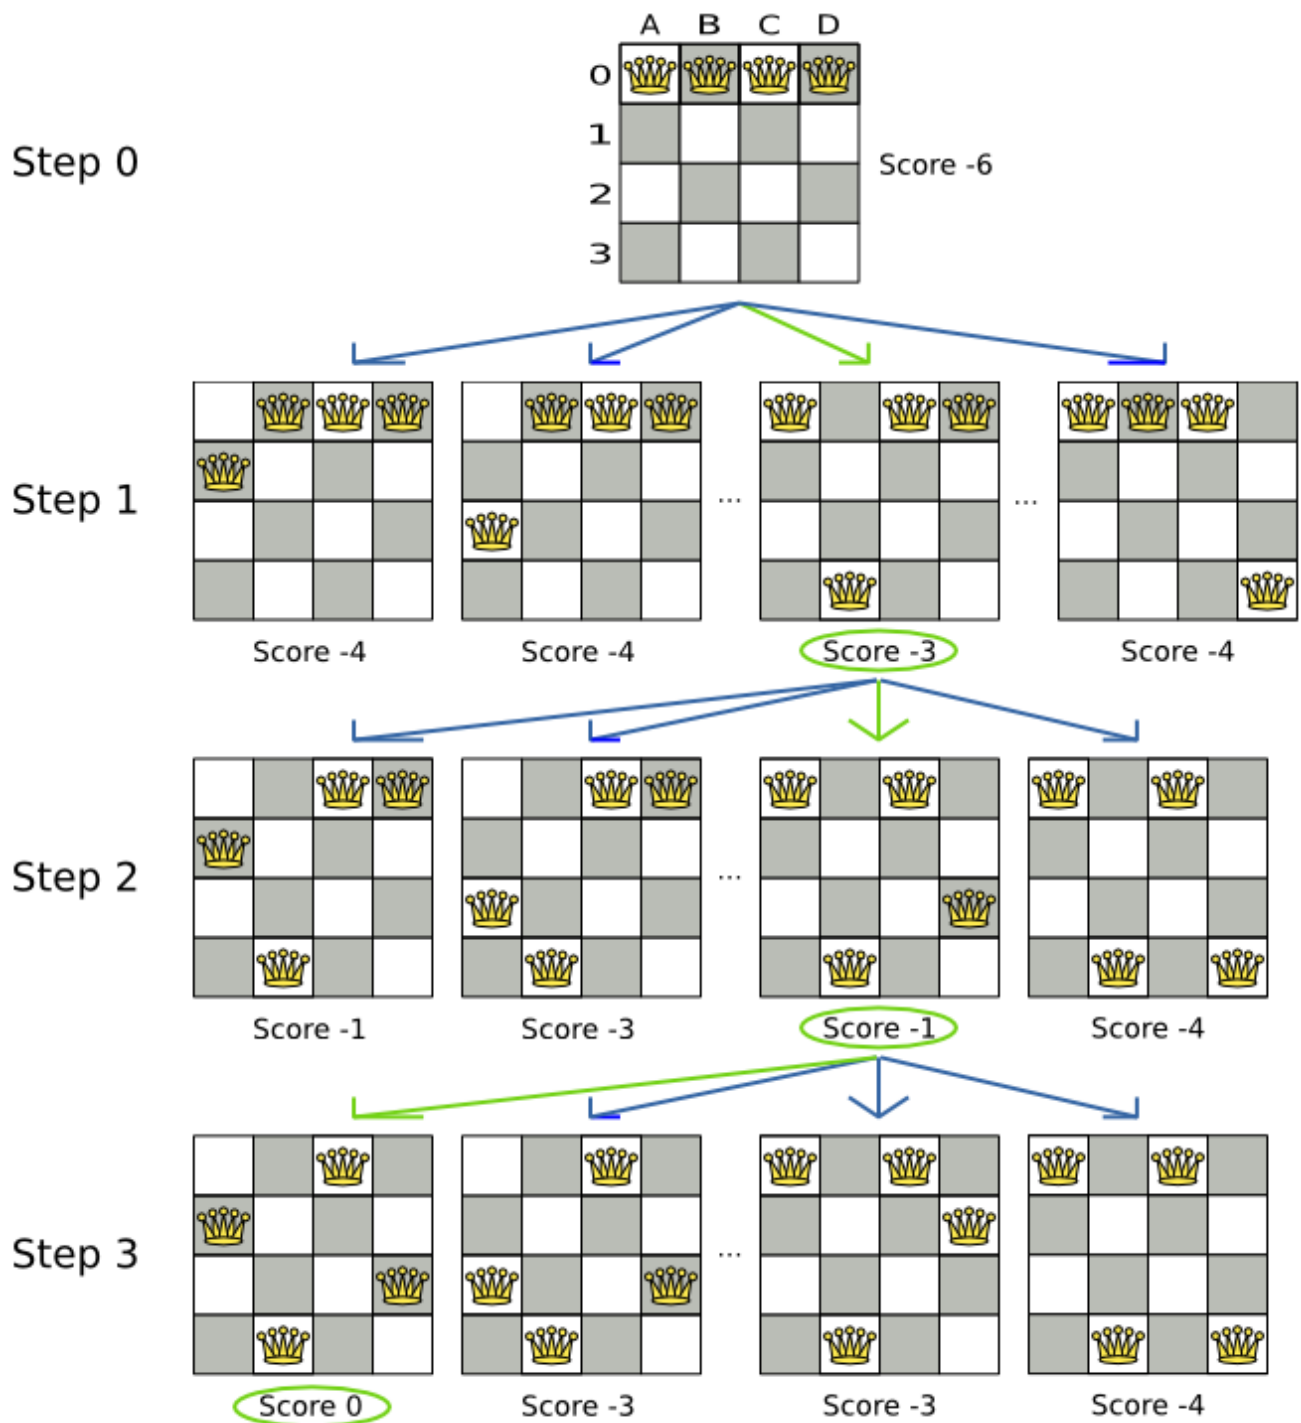 A B C D
0
1
Step 0
Score -6
2
3
Step 1
...
...
Score -4
Score -4
Score -3
Score -4
Step 2
...
Score -1
Score -3
Score -1
Score -4
Step 3
...
Score 0
Score -3
Score -3
Score -4